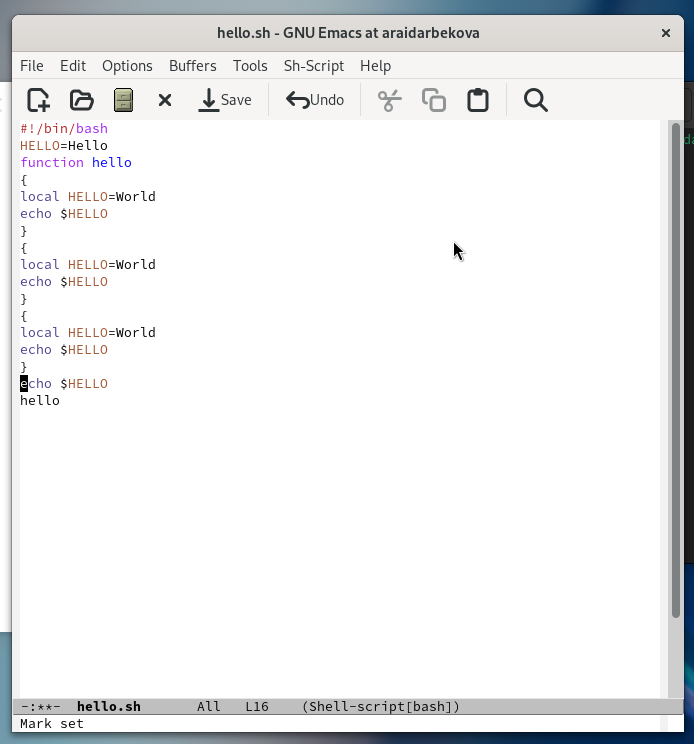 hello.sh - GNU Emacs at araidarbekova
File Edit Options Buffers Tools Sh-Script Help
Save Undo
#!/bin/bash
HELLO=Hello
function hello
{
local HELLO=World
echo $HELLO
}
{
local HELLO=World
echo $HELLO
}
{
local HELLO=World
echo $HELLO
}
echo $HELLO
hello
-:**-  hello.sh       All   L16    (Shell-script[bash])
Mark set